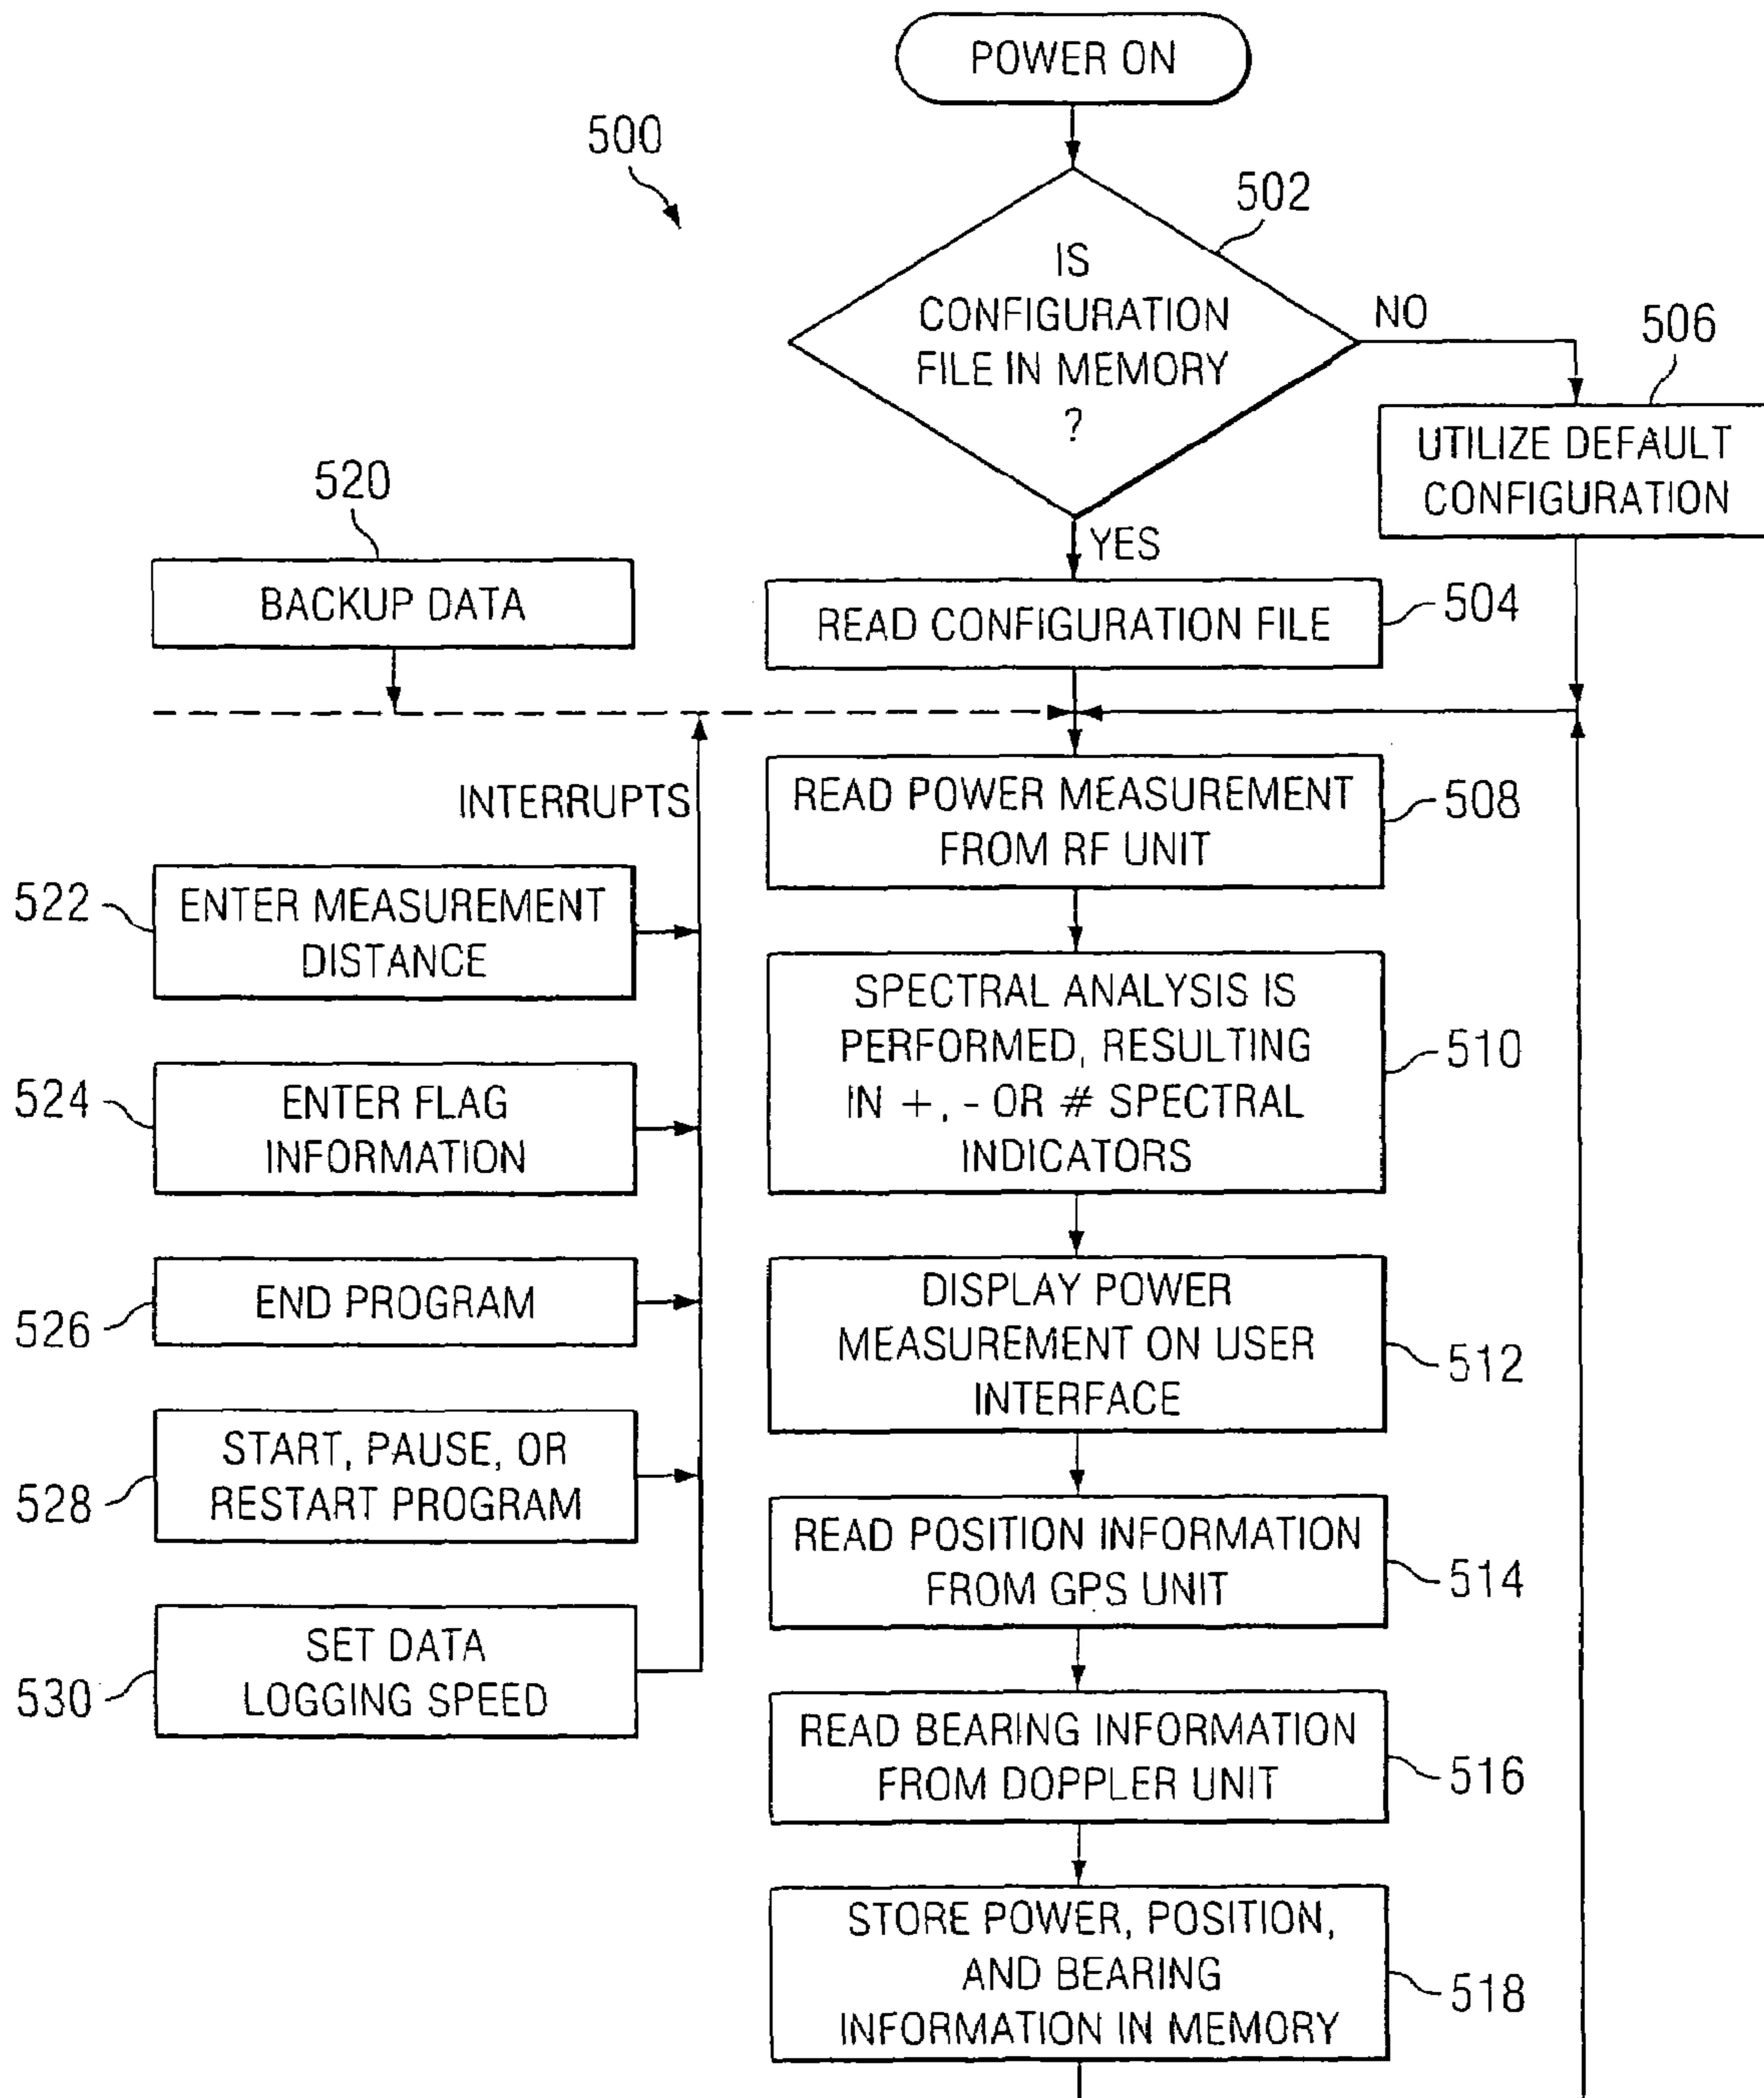 POWER ON
500
502
IS
CONFIGURATION
FILE IN MEMORY
?
NO
506
UTILIZE DEFAULT
CONFIGURATION
YES
520
BACKUP DATA
READ CONFIGURATION FILE
504
INTERRUPTS
READ POWER MEASUREMENT
FROM RF UNIT
508
522
ENTER MEASUREMENT
DISTANCE
SPECTRAL ANALYSIS IS
PERFORMED, RESULTING
IN +, - OR # SPECTRAL
INDICATORS
510
524
ENTER FLAG
INFORMATION
526
END PROGRAM
DISPLAY POWER
MEASUREMENT ON USER
INTERFACE
512
528
START, PAUSE, OR
RESTART PROGRAM
READ POSITION INFORMATION
FROM GPS UNIT
514
530
SET DATA
LOGGING SPEED
READ BEARING INFORMATION
FROM DOPPLER UNIT
516
STORE POWER, POSITION,
AND BEARING
INFORMATION IN MEMORY
518